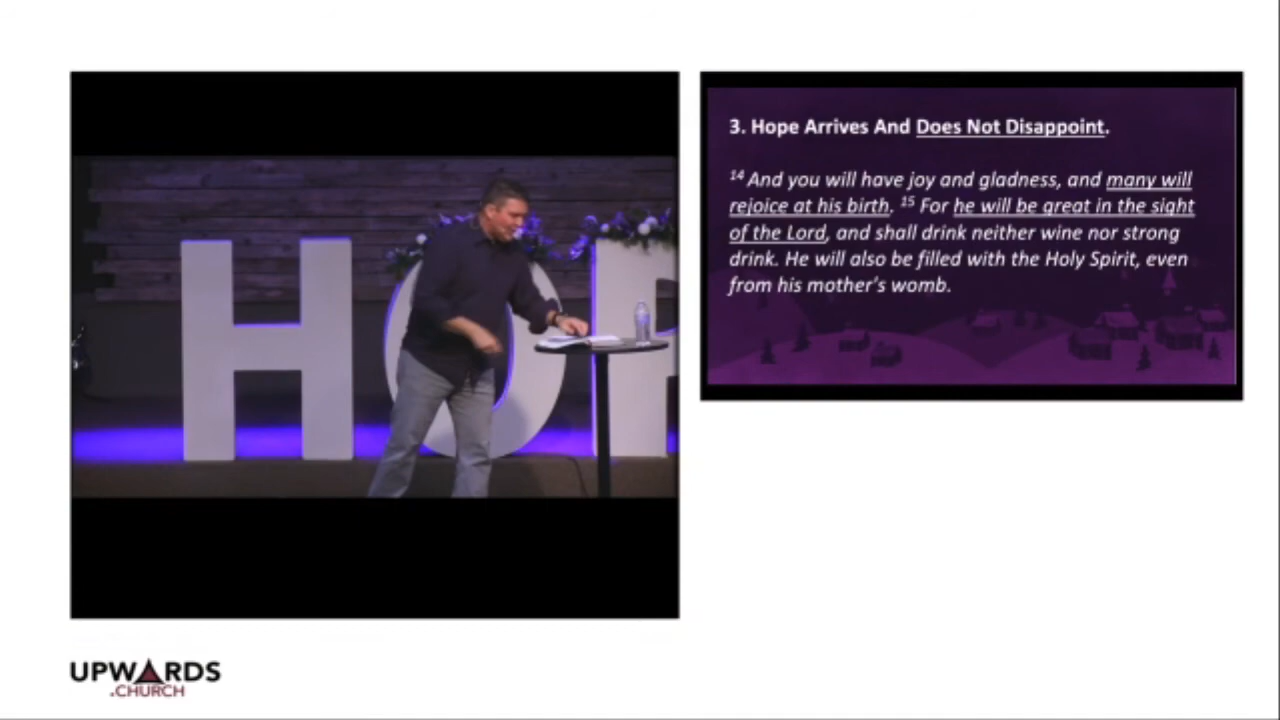 HOP
3. Hope Arrives And Does Not Disappoint.
14 And you will have joy and gladness, and many will
rejoice at his birth. 15 For he will be great in the sight
of the Lord, and shall drink neither wine nor strong
drink. He will also be filled with the Holy Spirit, even
from his mother's womb.
UPWARDS
.CHURCH